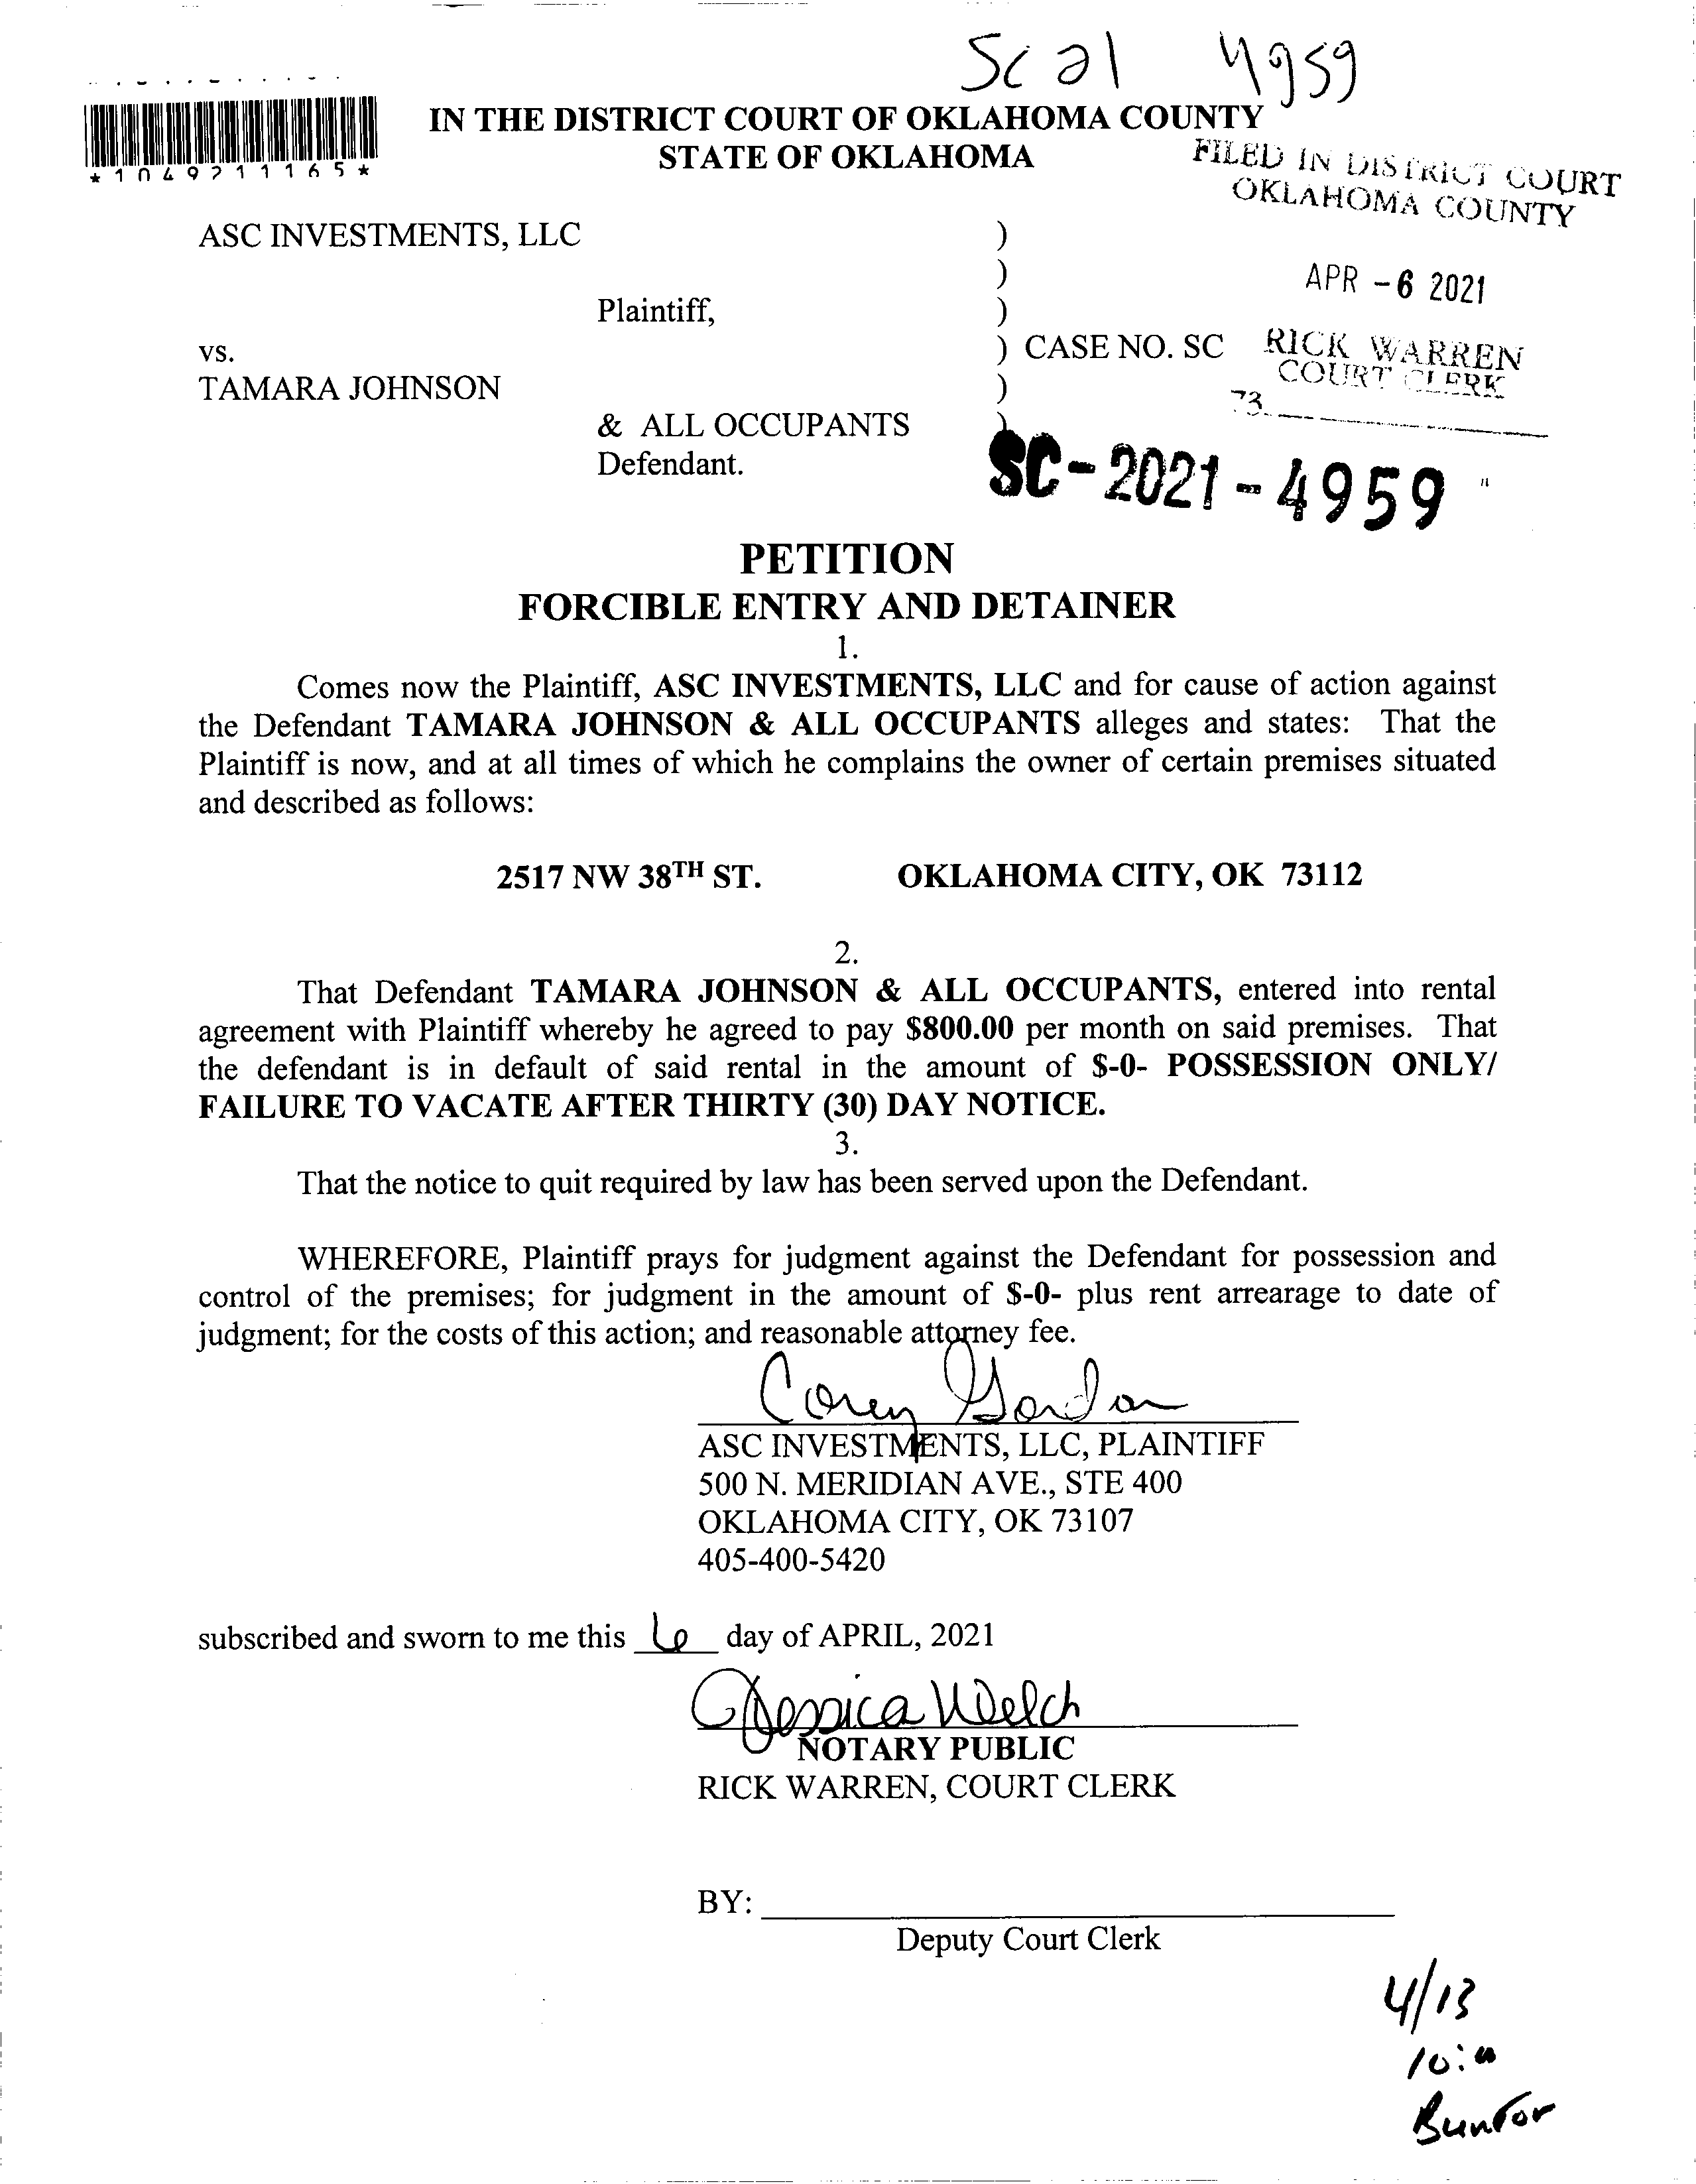 SC 21 4959
*1049211165*
IN THE DISTRICT COURT OF OKLAHOMA COUNTY
STATE OF OKLAHOMA
FILED IN DISTRICT COURT
OKLAHOMA COUNTY
ASC INVESTMENTS, LLC )
)
APR -6 2021
Plaintiff, )
vs. ) CASE NO. SC
RICK WARREN
COURT CLERK
TAMARA JOHNSON )
73
& ALL OCCUPANTS )
Defendant.
SC-2021-4959
PETITION
FORCIBLE ENTRY AND DETAINER
1.
Comes now the Plaintiff, ASC INVESTMENTS, LLC and for cause of action against
the Defendant TAMARA JOHNSON & ALL OCCUPANTS alleges and states: That the
Plaintiff is now, and at all times of which he complains the owner of certain premises situated
and described as follows:
2517 NW 38TH ST. OKLAHOMA CITY, OK 73112
2.
That Defendant TAMARA JOHNSON & ALL OCCUPANTS, entered into rental
agreement with Plaintiff whereby he agreed to pay $800.00 per month on said premises. That
the defendant is in default of said rental in the amount of $-0- POSSESSION ONLY/
FAILURE TO VACATE AFTER THIRTY (30) DAY NOTICE.
3.
That the notice to quit required by law has been served upon the Defendant.
WHEREFORE, Plaintiff prays for judgment against the Defendant for possession and
control of the premises; for judgment in the amount of $-0- plus rent arrearage to date of
judgment; for the costs of this action; and reasonable attorney fee.
Corey Gordon
ASC INVESTMENTS, LLC, PLAINTIFF
500 N. MERIDIAN AVE., STE 400
OKLAHOMA CITY, OK 73107
405-400-5420
subscribed and sworn to me this 6 day of APRIL, 2021
Jessica Welch
NOTARY PUBLIC
RICK WARREN, COURT CLERK
BY:
Deputy Court Clerk
4/13